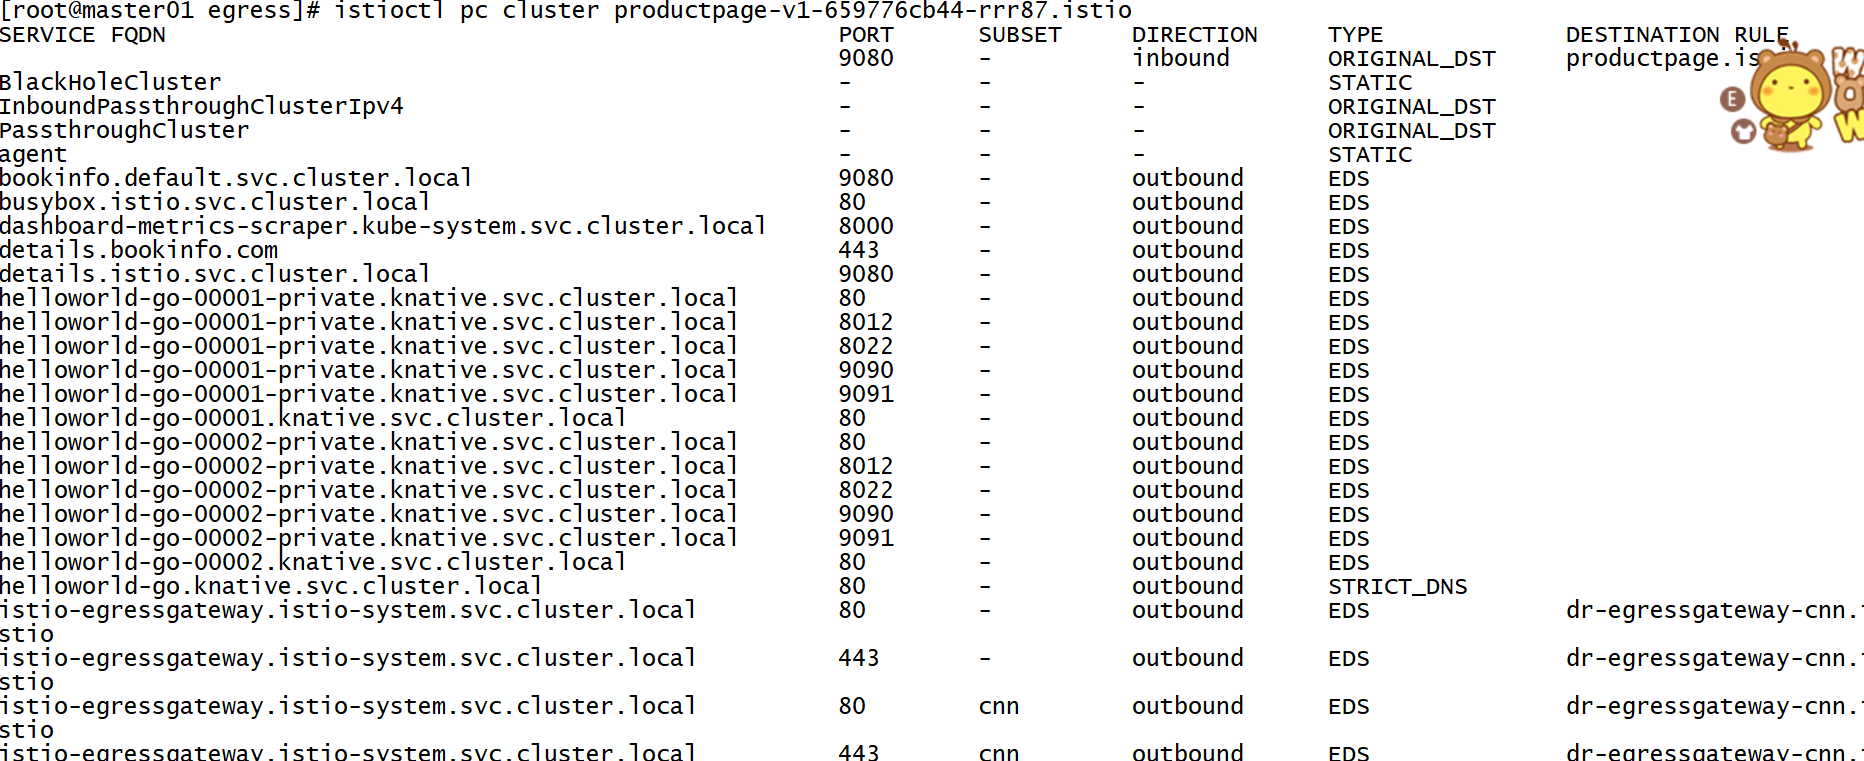 [root@master01 egress]# istioctl pc cluster productpage-v1-659776cb44-rrr87.istio
SERVICE FQDN PORT SUBSET DIRECTION TYPE DESTINATION RULE
9080 - inbound ORIGINAL_DST productpage.is
BlackHoleCluster - - - STATIC
InboundPassthroughClusterIpv4 - - - ORIGINAL_DST
PassthroughCluster - - - ORIGINAL_DST
agent - - - STATIC
bookinfo.default.svc.cluster.local 9080 - outbound EDS
busybox.istio.svc.cluster.local 80 - outbound EDS
dashboard-metrics-scraper.kube-system.svc.cluster.local 8000 - outbound EDS
details.bookinfo.com 443 - outbound EDS
details.istio.svc.cluster.local 9080 - outbound EDS
helloworld-go-00001-private.knative.svc.cluster.local 80 - outbound EDS
helloworld-go-00001-private.knative.svc.cluster.local 8012 - outbound EDS
helloworld-go-00001-private.knative.svc.cluster.local 8022 - outbound EDS
helloworld-go-00001-private.knative.svc.cluster.local 9090 - outbound EDS
helloworld-go-00001-private.knative.svc.cluster.local 9091 - outbound EDS
helloworld-go-00001.knative.svc.cluster.local 80 - outbound EDS
helloworld-go-00002-private.knative.svc.cluster.local 80 - outbound EDS
helloworld-go-00002-private.knative.svc.cluster.local 8012 - outbound EDS
helloworld-go-00002-private.knative.svc.cluster.local 8022 - outbound EDS
helloworld-go-00002-private.knative.svc.cluster.local 9090 - outbound EDS
helloworld-go-00002-private.knative.svc.cluster.local 9091 - outbound EDS
helloworld-go-00002.knative.svc.cluster.local 80 - outbound EDS
helloworld-go.knative.svc.cluster.local 80 - outbound STRICT_DNS
istio-egressgateway.istio-system.svc.cluster.local 80 - outbound EDS dr-egressgateway-cnn.
stio
istio-egressgateway.istio-system.svc.cluster.local 443 - outbound EDS dr-egressgateway-cnn.
stio
istio-egressgateway.istio-system.svc.cluster.local 80 cnn outbound EDS dr-egressgateway-cnn.
stio
istio-egressgateway.istio-system.svc.cluster.local 443 cnn outbound EDS dr-egressgateway-cnn.
E